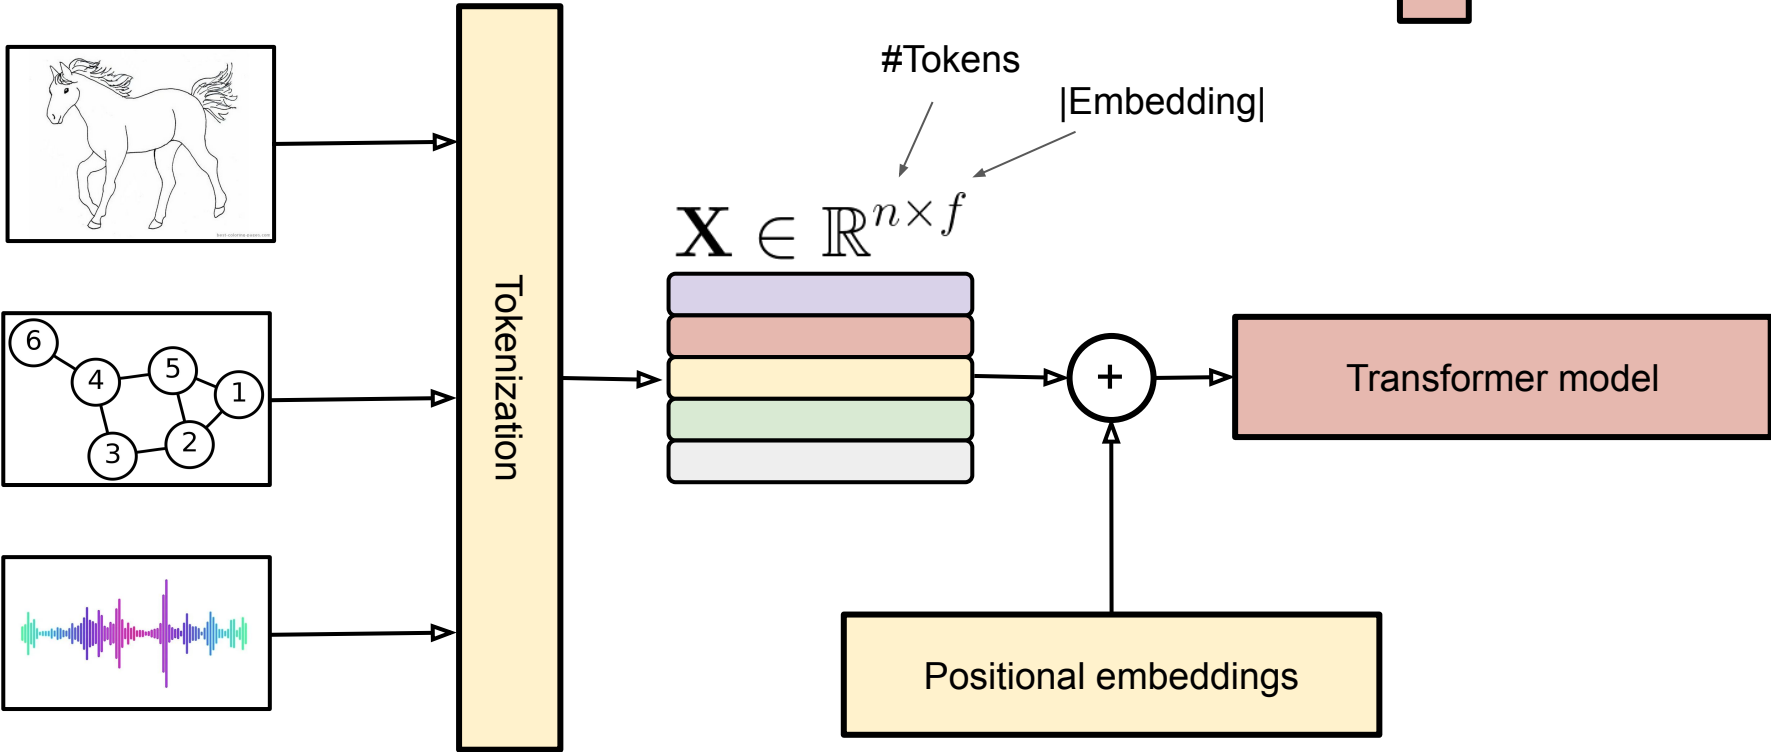 #Tokens
|Embedding|
X ∈ ℝ^{n×f}
6
4
5
1
3
2
Tokenization
+
Transformer model
Positional embeddings